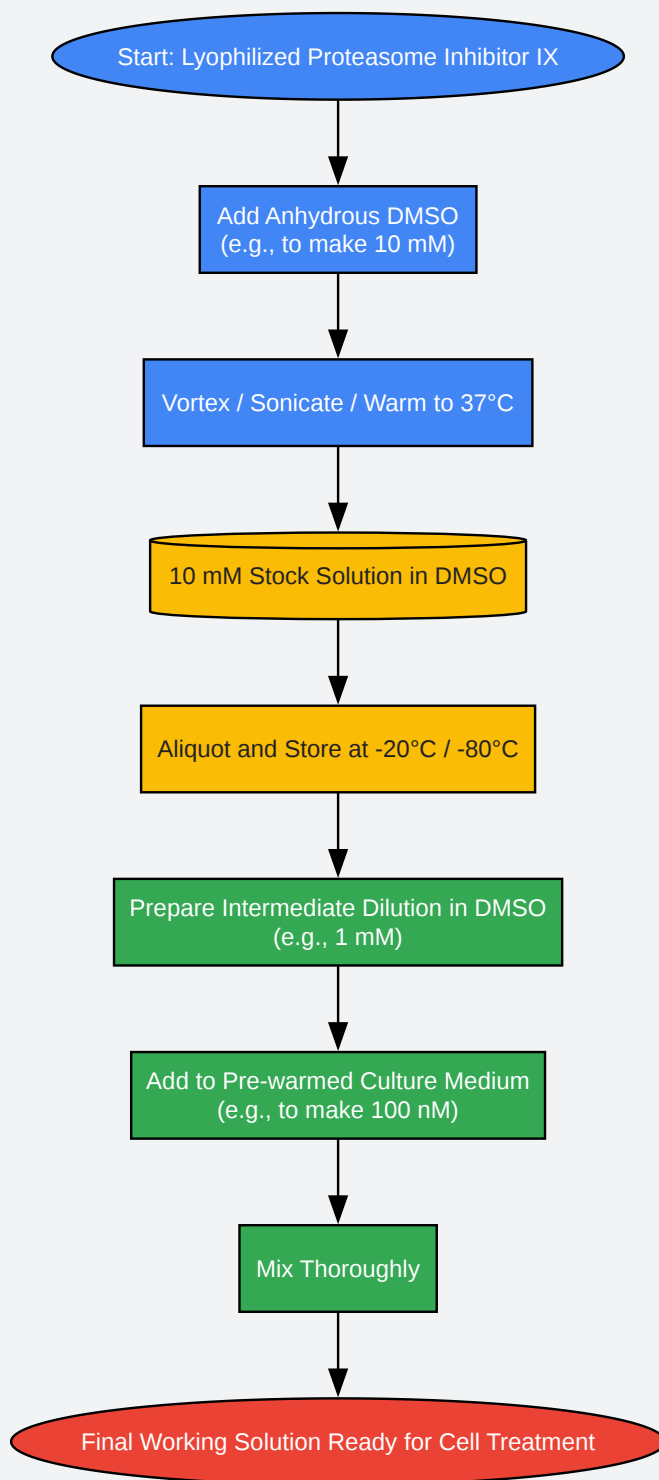 Start: Lyophilized Proteasome Inhibitor IX
Add Anhydrous DMSO
(e.g., to make 10 mM)
Vortex / Sonicate / Warm to 37°C
10 mM Stock Solution in DMSO
Aliquot and Store at -20°C / -80°C
Prepare Intermediate Dilution in DMSO
(e.g., 1 mM)
Add to Pre-warmed Culture Medium
(e.g., to make 100 nM)
Mix Thoroughly
Final Working Solution Ready for Cell Treatment